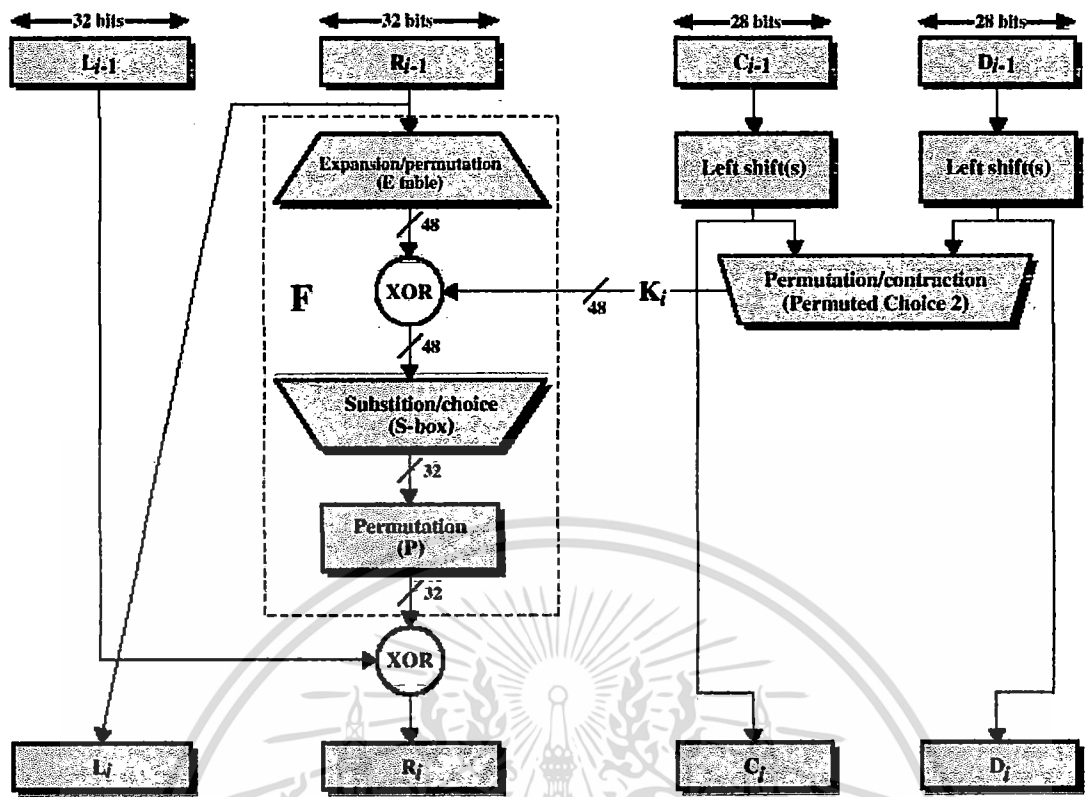 32 bits
32 bits
28 bits
28 bits
Li-1
Ri-1
Ci-1
Di-1
Expansion/permutation
(E table)
Left shift(s)
Left shift(s)
48
F
XOR
48
Ki
Permutation/contraction
(Permuted Choice 2)
48
Substition/choice
(S-box)
32
Permutation
(P)
32
XOR
Li
Ri
Ci
Di